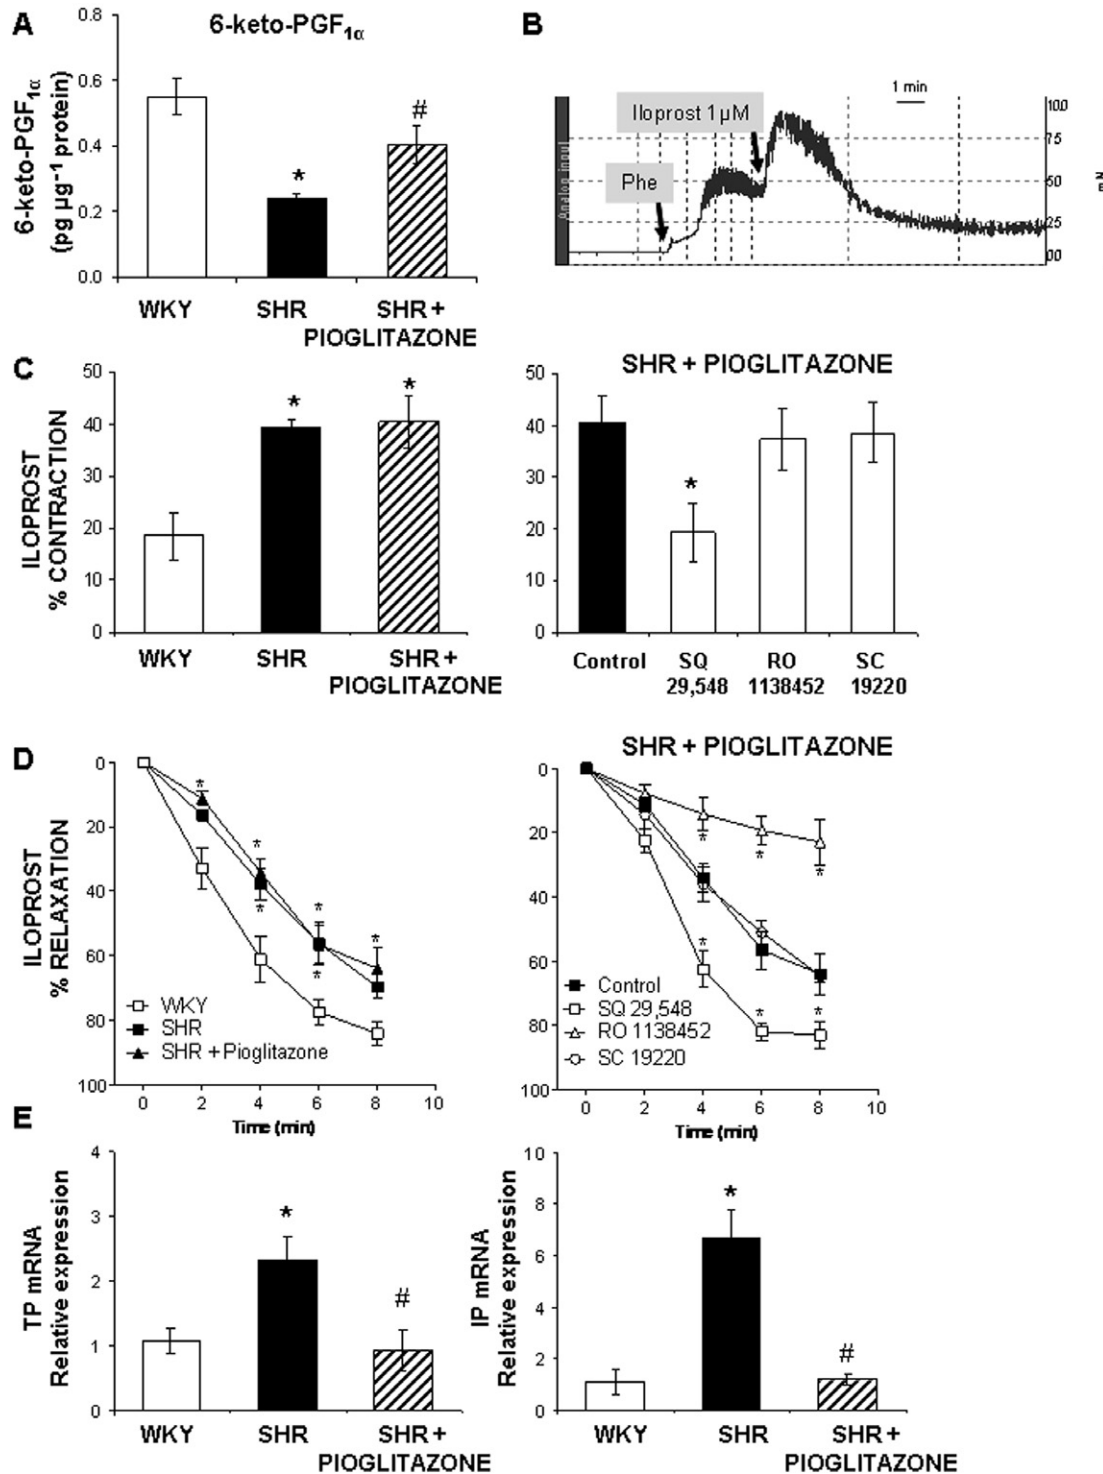 A
6-keto-PGF1α
6-keto-PGF1α
(pg µg⁻¹ protein)
0.8
0.6
0.4
0.2
0.0
*
#
WKY
SHR
SHR +
PIOGLITAZONE
B
1 min
Iloprost 1µM
Phe
Analog input
100
75
50
25
00
mN
C
ILOPROST
% CONTRACTION
50
40
30
20
10
0
*
*
WKY
SHR
SHR +
PIOGLITAZONE
SHR + PIOGLITAZONE
50
40
30
20
10
0
*
Control
SQ
29,548
RO
1138452
SC
19220
D
ILOPROST
% RELAXATION
0
20
40
60
80
100
*
*
*
*
*
*
WKY
SHR
SHR + Pioglitazone
0
2
4
6
8
10
Time (min)
SHR + PIOGLITAZONE
0
20
40
60
80
100
*
*
*
*
*
*
Control
SQ 29,548
RO 1138452
SC 19220
0
2
4
6
8
10
Time (min)
E
TP mRNA
Relative expression
4
3
2
1
0
*
#
WKY
SHR
SHR +
PIOGLITAZONE
IP mRNA
Relative expression
10
8
6
4
2
0
*
#
WKY
SHR
SHR +
PIOGLITAZONE